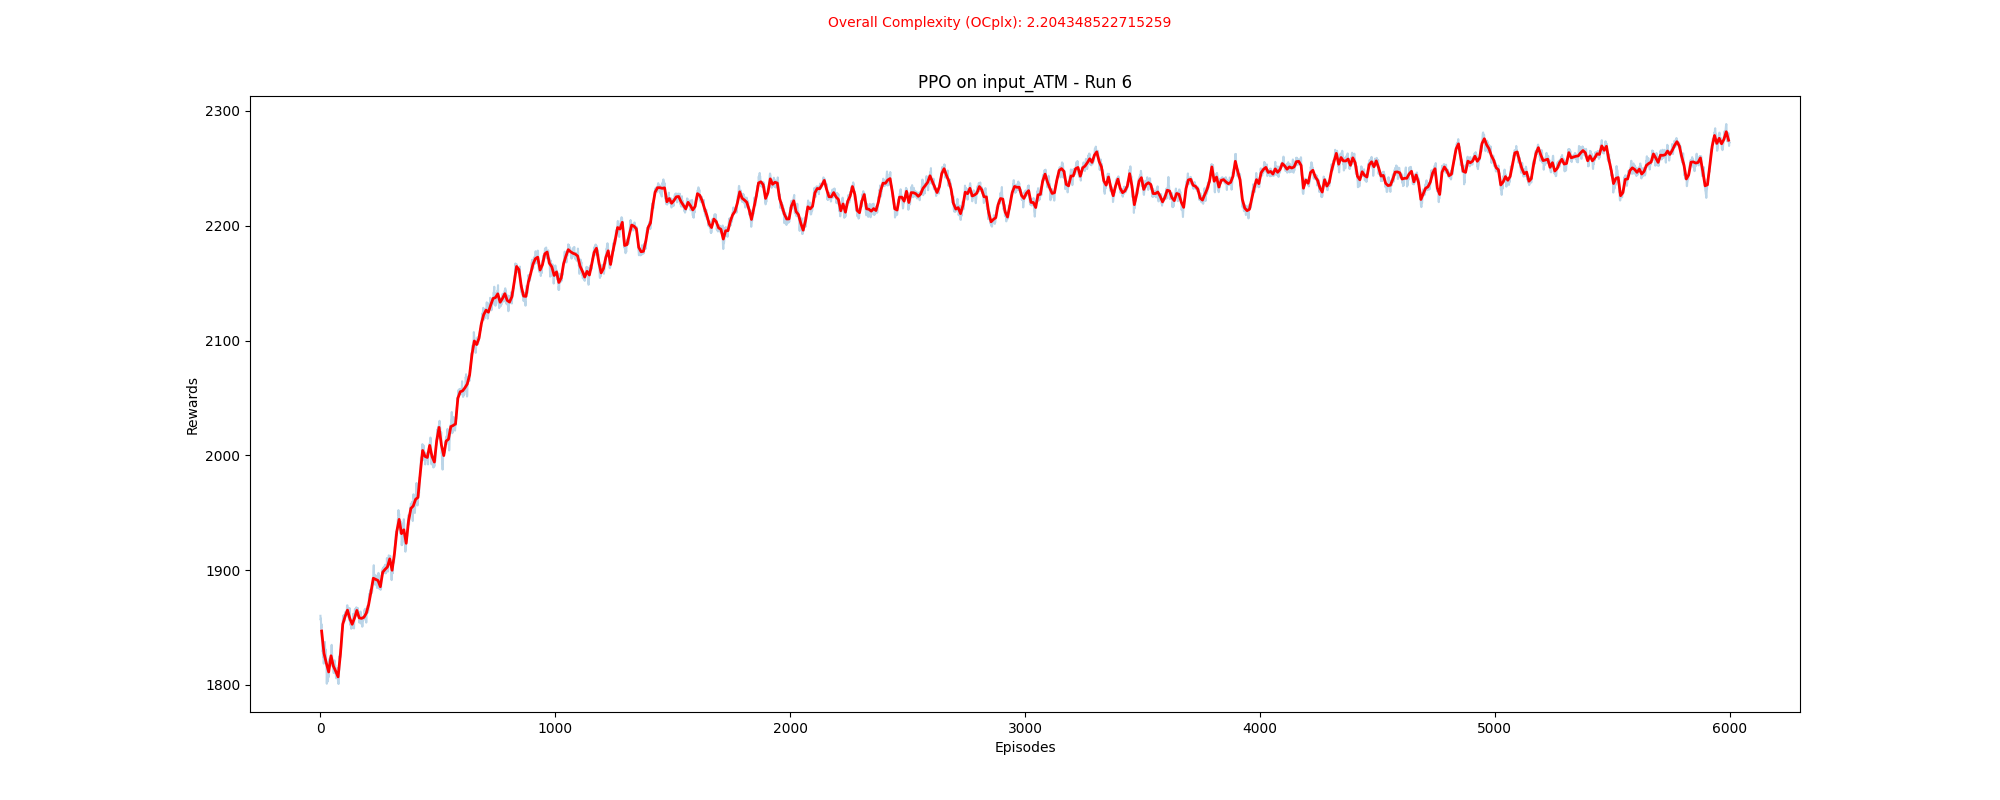 Overall Complexity (OCplx): 2.204348522715259
PPO on input_ATM - Run 6
2300
2200
2100
2000
1900
1800
Rewards
0 1000 2000 3000 4000 5000 6000
Episodes